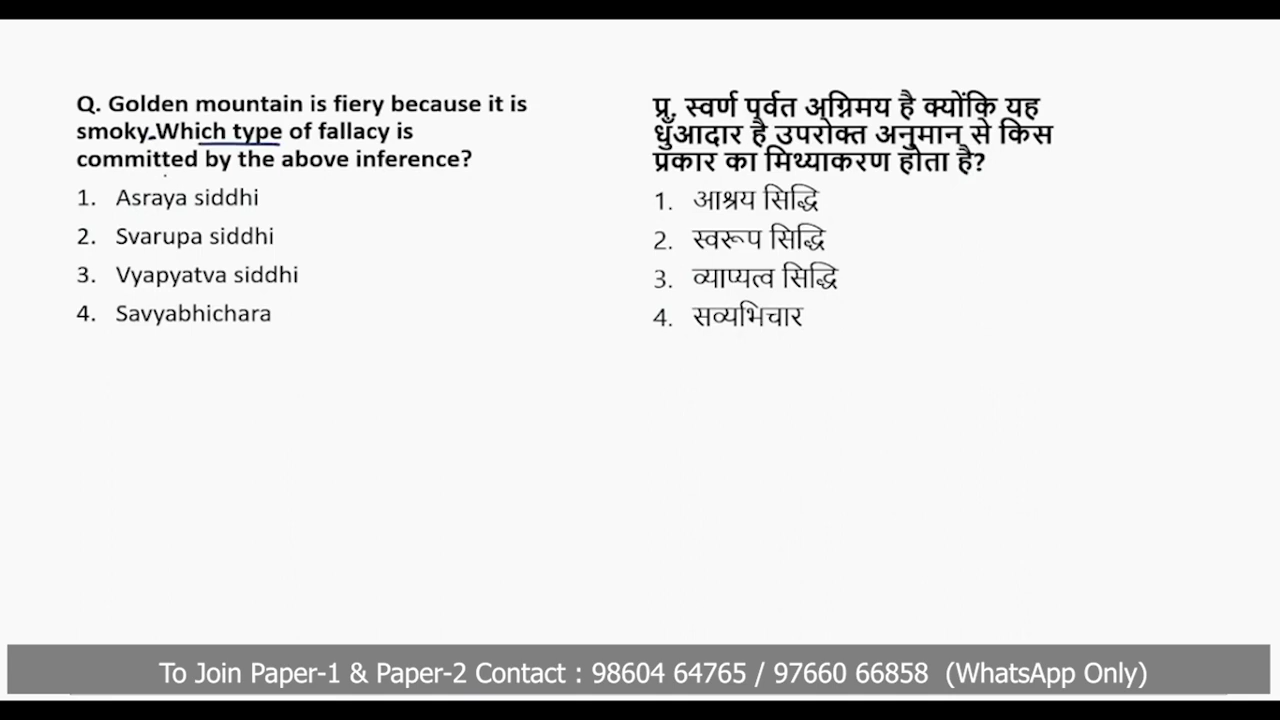 Q. Golden mountain is fiery because it is
smoky.Which type of fallacy is
committed by the above inference?
1. Asraya siddhi
2. Svarupa siddhi
3. Vyapyatva siddhi
4. Savyabhichara
प्र. स्वर्ण पर्वत अग्निमय है क्योंकि यह
धुँआदार है उपरोक्त अनुमान से किस
प्रकार का मिथ्याकरण होता है?
1. आश्रय सिद्धि
2. स्वरूप सिद्धि
3. व्याप्यत्व सिद्धि
4. सव्यभिचार
To Join Paper-1 & Paper-2 Contact : 98604 64765 / 97660 66858 (WhatsApp Only)